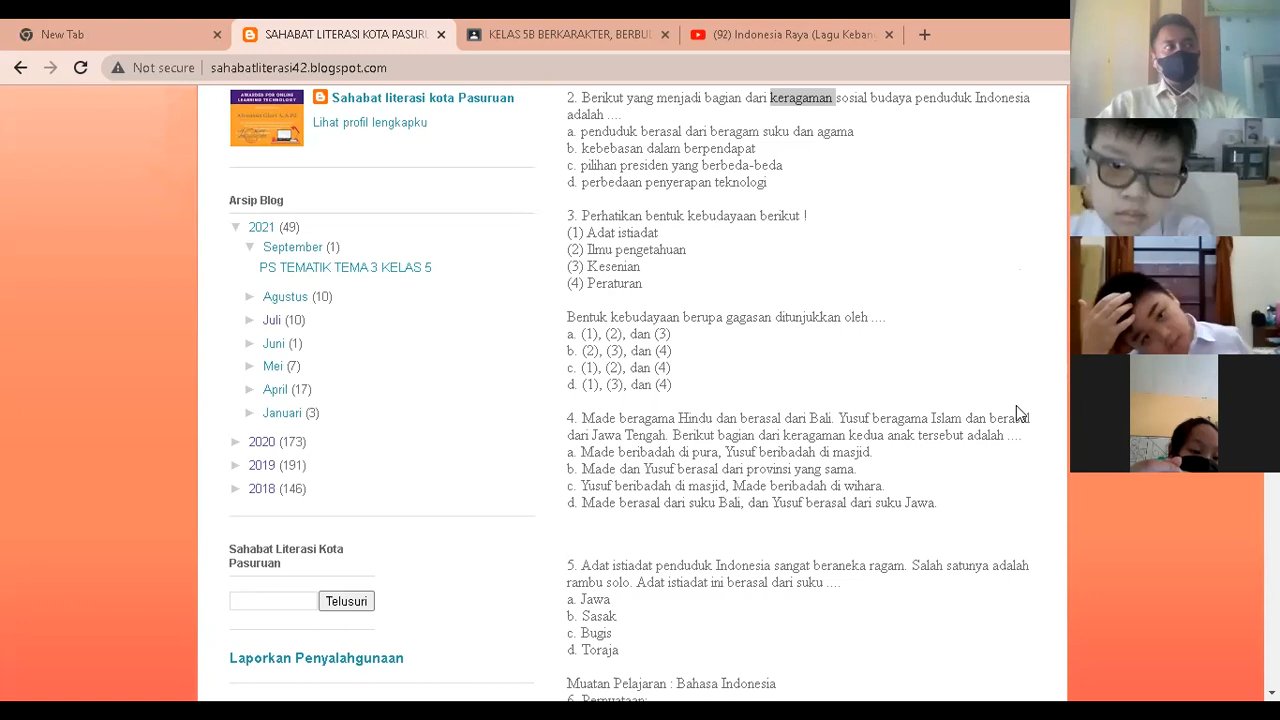 New Tab
SAHABAT LITERASI KOTA PASURU
KELAS 5B BERKARAKTER, BERBU
(92) Indonesia Raya (Lagu Kebang
Not secure
sahabatliterasi42.blogspot.com
AWARDED FOR ONLINE
LEARNING TECHNOLOGY
Sahabat literasi kota Pasuruan
Lihat profil lengkapku
Arsip Blog
2021 (49)
September (1)
PS TEMATIK TEMA 3 KELAS 5
Agustus (10)
Juli (10)
Juni (1)
Mei (7)
April (17)
Januari (3)
2020 (173)
2019 (191)
2018 (146)
Sahabat Literasi Kota
Pasuruan
Telusuri
Laporkan Penyalahgunaan
2. Berikut yang menjadi bagian dari keragaman sosial budaya penduduk Indonesia
adalah ....
a. penduduk berasal dari beragam suku dan agama
b. kebebasan dalam berpendapat
c. pilihan presiden yang berbeda-beda
d. perbedaan penyerapan teknologi
3. Perhatikan bentuk kebudayaan berikut !
(1) Adat istiadat
(2) Ilmu pengetahuan
(3) Kesenian
(4) Peraturan
Bentuk kebudayaan berupa gagasan ditunjukkan oleh ....
a. (1), (2), dan (3)
b. (2), (3), dan (4)
c. (1), (2), dan (4)
d. (1), (3), dan (4)
4. Made beragama Hindu dan berasal dari Bali. Yusuf beragama Islam dan berasal
dari Jawa Tengah. Berikut bagian dari keragaman kedua anak tersebut adalah ....
a. Made beribadah di pura, Yusuf beribadah di masjid.
b. Made dan Yusuf berasal dari provinsi yang sama.
c. Yusuf beribadah di masjid, Made beribadah di wihara.
d. Made berasal dari suku Bali, dan Yusuf berasal dari suku Jawa.
5. Adat istiadat penduduk Indonesia sangat beraneka ragam. Salah satunya adalah
rambu solo. Adat istiadat ini berasal dari suku ....
a. Jawa
b. Sasak
c. Bugis
d. Toraja
Muatan Pelajaran : Bahasa Indonesia
6. Pernyataan: